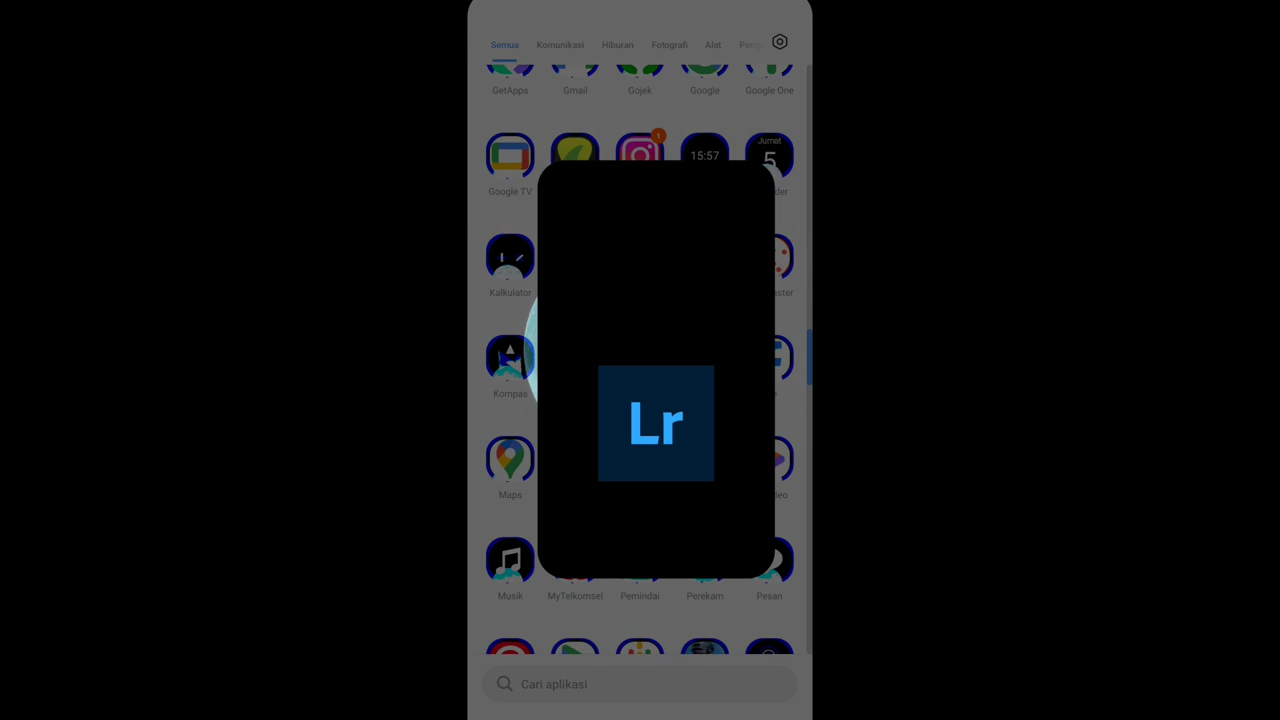 Semua Komunikasi Hiburan Fotografi Alat
GetApps Gmail Gojek Google Google One
1 15:57 Jumat 5
Google TV
Kalkulator
Kompas
Lr
Maps
Musik MyTelkomsel Pemindai Perekam Pesan
Cari aplikasi